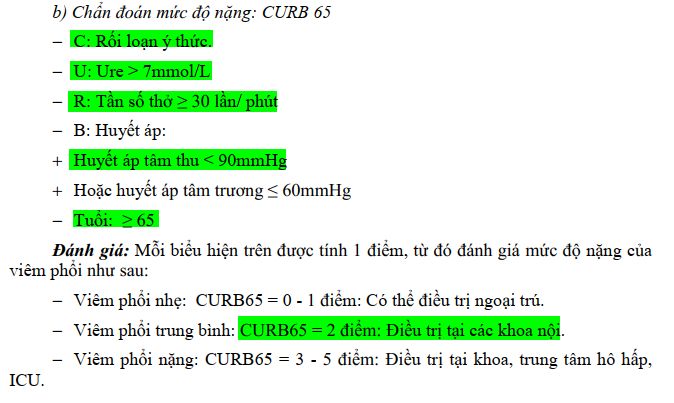 b) Chẩn đoán mức độ nặng: CURB 65
– C: Rối loạn ý thức.
– U: Ure > 7mmol/L
– R: Tần số thở ≥ 30 lần/ phút
– B: Huyết áp:
+ Huyết áp tâm thu < 90mmHg
+ Hoặc huyết áp tâm trương ≤ 60mmHg
– Tuổi: ≥ 65
Đánh giá: Mỗi biểu hiện trên được tính 1 điểm, từ đó đánh giá mức độ nặng của
viêm phổi như sau:
– Viêm phổi nhẹ: CURB65 = 0 - 1 điểm: Có thể điều trị ngoại trú.
– Viêm phổi trung bình: CURB65 = 2 điểm: Điều trị tại các khoa nội.
– Viêm phổi nặng: CURB65 = 3 - 5 điểm: Điều trị tại khoa, trung tâm hô hấp,
ICU.